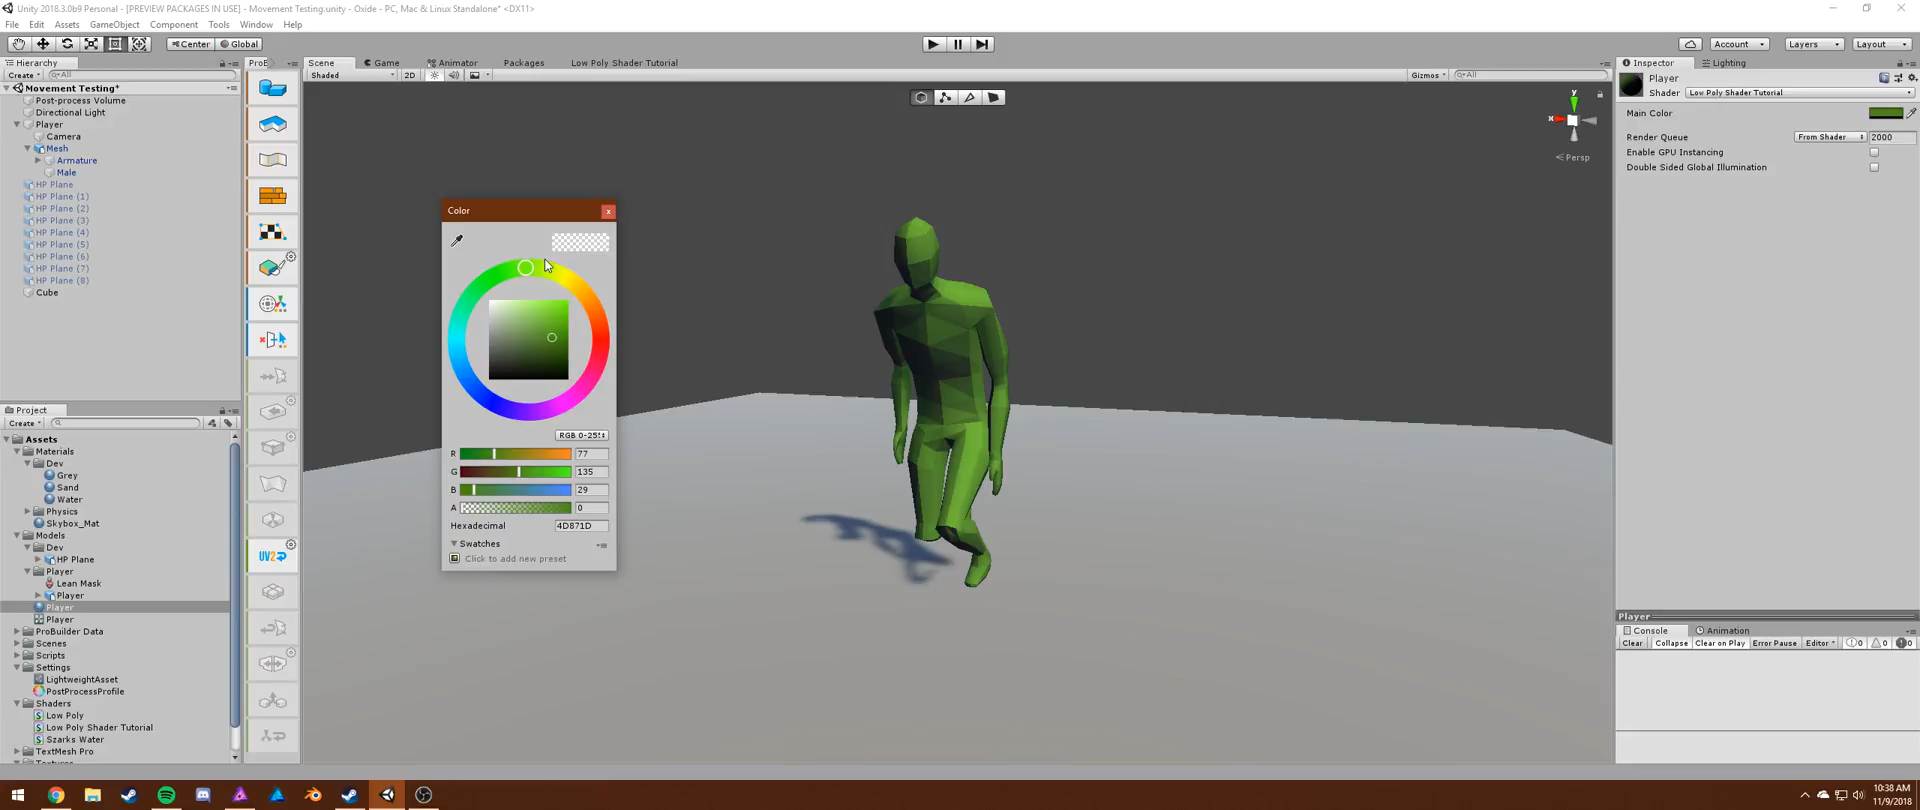 Unity 2018.3.0b9 Personal - [PREVIEW PACKAGES IN USE] - Movement Testing.unity - Oxide - PC, Mac & Linux Standalone* <DX11>
File Edit Assets GameObject Component Tools Window Help
Center Global
Account Layers Layout
Hierarchy
Create All
Movement Testing*
Post-process Volume
Directional Light
Player
Camera
Mesh
Armature
Male
HP Plane
HP Plane (1)
HP Plane (2)
HP Plane (3)
HP Plane (4)
HP Plane (5)
HP Plane (6)
HP Plane (7)
HP Plane (8)
Cube
Project
Create
Assets
Materials
Dev
Grey
Sand
Water
Physics
Skybox_Mat
Models
Dev
HP Plane
Player
Lean Mask
Player
Player
Player
ProBuilder Data
Scenes
Scripts
Settings
LightweightAsset
PostProcessProfile
Shaders
Low Poly
Low Poly Shader Tutorial
Szarks Water
TextMesh Pro
UV2
Scene Game Animator Packages Low Poly Shader Tutorial
Shaded 2D Gizmos All
y
x
Persp
Color
RGB 0-25
R 77
G 135
B 29
A 0
Hexadecimal 4D871D
Swatches
Click to add new preset
Inspector Lighting
Player
Shader Low Poly Shader Tutorial
Main Color
Render Queue From Shader 2000
Enable GPU Instancing
Double Sided Global Illumination
Player
Console Animation
Clear Collapse Clear on Play Error Pause Editor 0 0 0
10:38 AM
11/9/2018